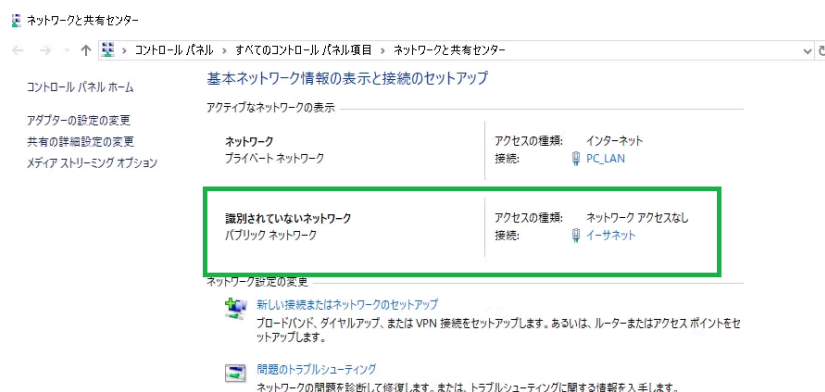 ネットワークと共有センター
コントロール パネル › すべてのコントロール パネル項目 › ネットワークと共有センター
コントロール パネル ホーム
アダプターの設定の変更
共有の詳細設定の変更
メディア ストリーミング オプション
基本ネットワーク情報の表示と接続のセットアップ
アクティブなネットワークの表示
ネットワーク
プライベート ネットワーク
アクセスの種類: インターネット
接続: PC_LAN
識別されていないネットワーク
パブリック ネットワーク
アクセスの種類: ネットワーク アクセスなし
接続: イーサネット
ネットワーク設定の変更
新しい接続またはネットワークのセットアップ
ブロードバンド、ダイヤルアップ、または VPN 接続をセットアップします。あるいは、ルーターまたはアクセス ポイントをセ
ットアップします。
問題のトラブルシューティング
ネットワークの問題を診断して修復します。または、トラブルシューティングに関する情報を入手します。